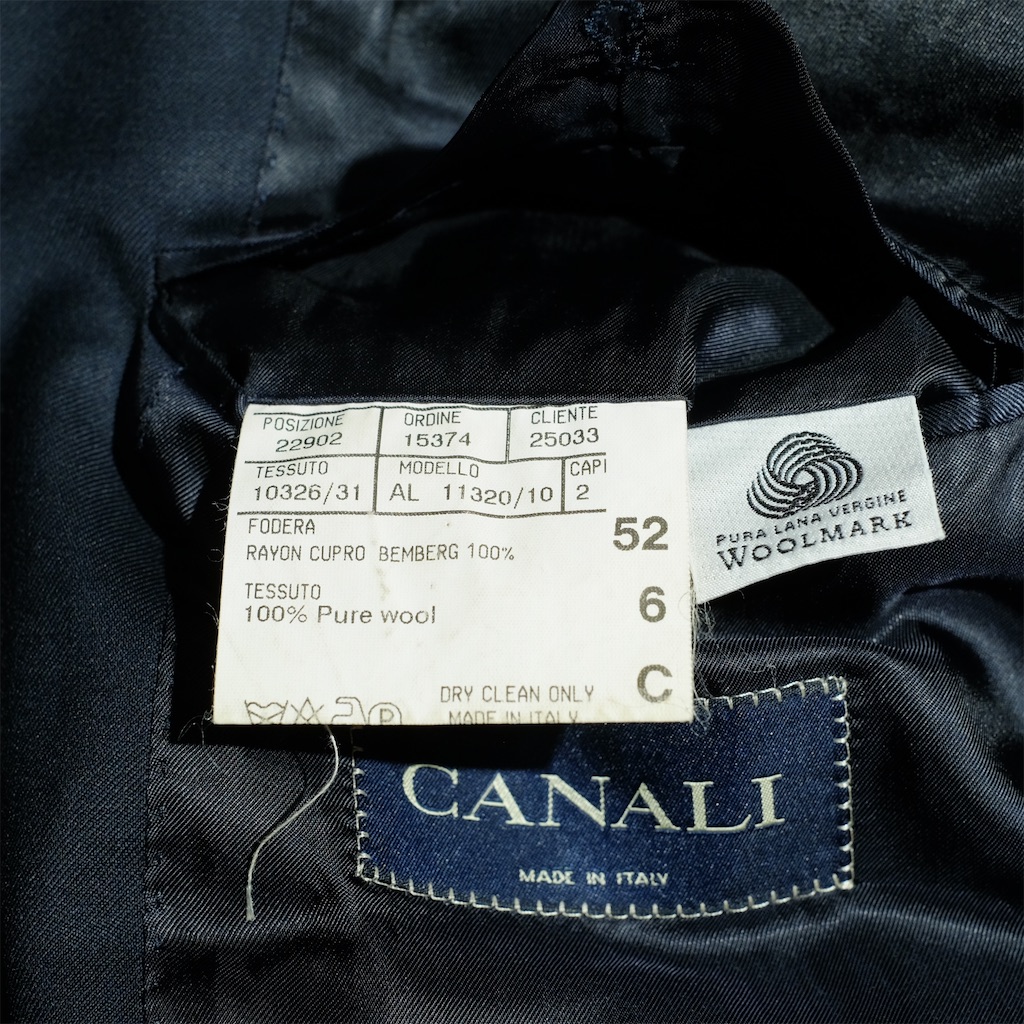 POSIZIONE ORDINE CLIENTE
22902 15374 25033
TESSUTO MODELLO CAPI
10326/31 AL 11320/10 2
FODERA
RAYON CUPRO BEMBERG 100%
52
TESSUTO
100% Pure wool
6
C
DRY CLEAN ONLY
MADE IN ITALY
P
PURA LANA VERGINE
WOOLMARK
CANALI
MADE IN ITALY